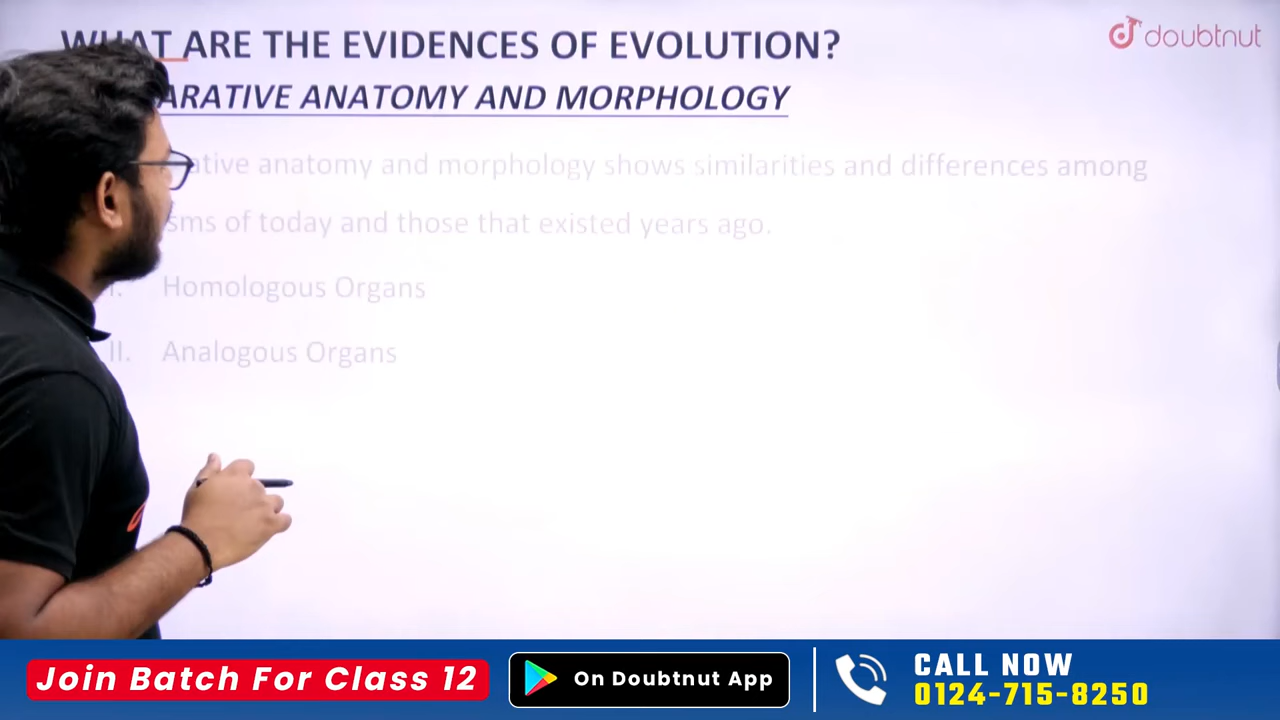 WHAT ARE THE EVIDENCES OF EVOLUTION?
doubtnut
ARATIVE ANATOMY AND MORPHOLOGY
ative anatomy and morphology shows similarities and differences among
sms of today and those that existed years ago.
I. Homologous Organs
II. Analogous Organs
Join Batch For Class 12
On Doubtnut App
CALL NOW
0124-715-8250